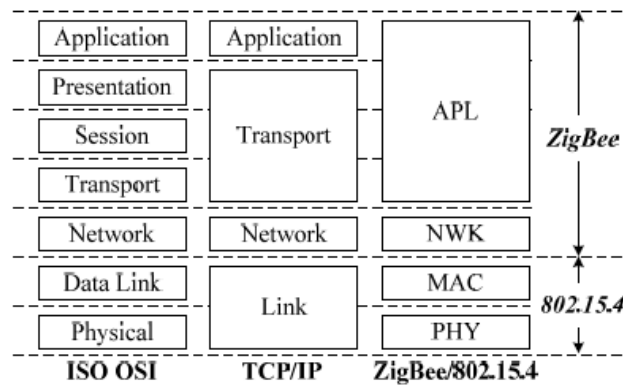 Application Application
Presentation
Session Transport APL ZigBee
Transport
Network Network NWK
Data Link Link MAC 802.15.4
Physical PHY
ISO OSI TCP/IP ZigBee/802.15.4